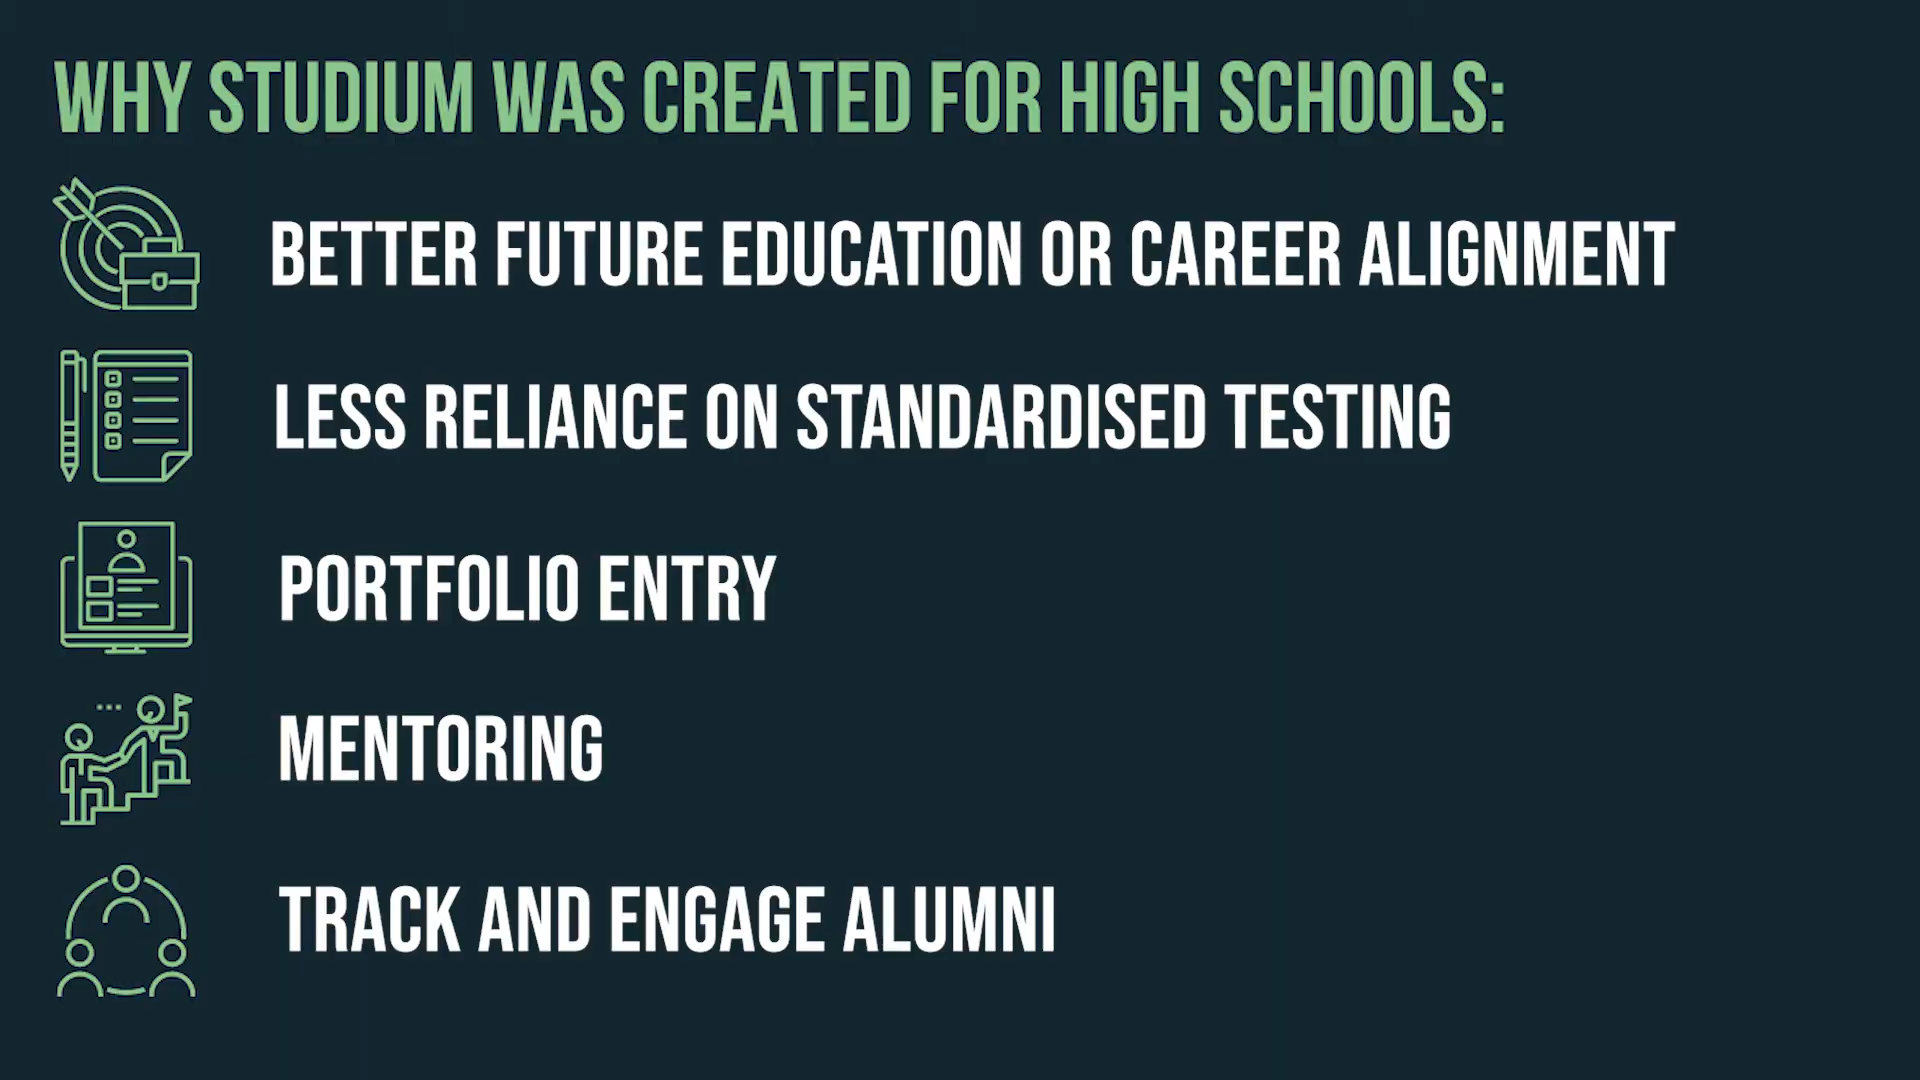 WHY STUDIUM WAS CREATED FOR HIGH SCHOOLS:
BETTER FUTURE EDUCATION OR CAREER ALIGNMENT
LESS RELIANCE ON STANDARDISED TESTING
PORTFOLIO ENTRY
MENTORING
TRACK AND ENGAGE ALUMNI